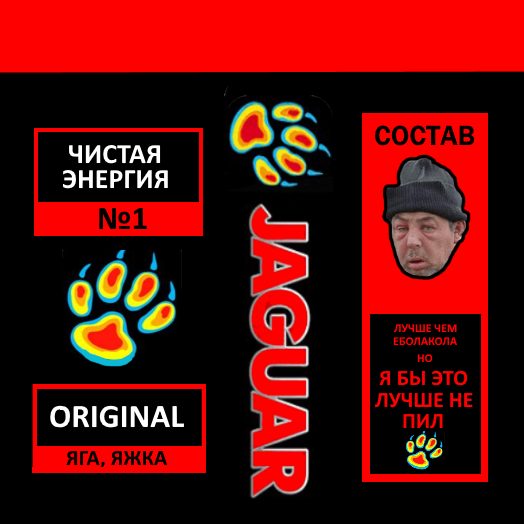 ЧИСТАЯ
ЭНЕРГИЯ
№1
ORIGINAL
ЯГА, ЯЖКА
JAGUAR
СОСТАВ
ЛУЧШЕ ЧЕМ
ЕБОЛАКОЛА
НО
Я БЫ ЭТО
ЛУЧШЕ НЕ
ПИЛ